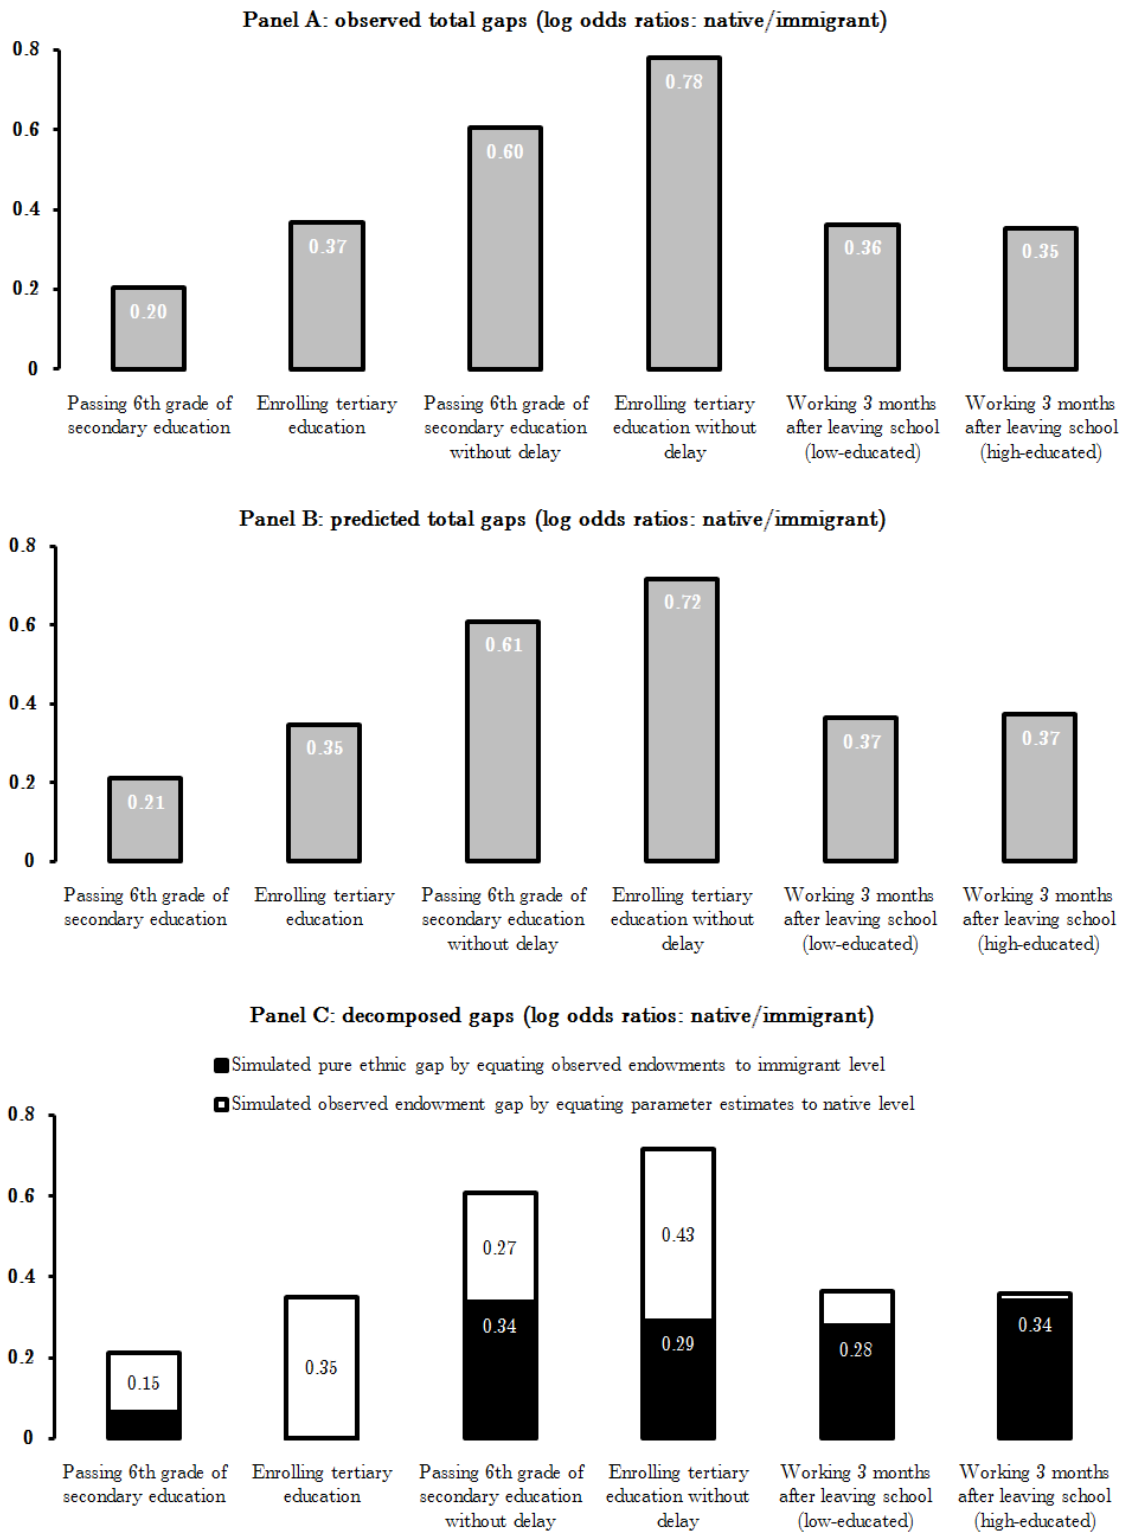 Panel A: observed total gaps (log odds ratios: native/immigrant)
0.8
0.6
0.4
0.2
0
0.20
0.37
0.60
0.78
0.36
0.35
Passing 6th grade of
secondary education
Enrolling tertiary
education
Passing 6th grade of
secondary education
without delay
Enrolling tertiary
education without
delay
Working 3 months
after leaving school
(low-educated)
Working 3 months
after leaving school
(high-educated)
Panel B: predicted total gaps (log odds ratios: native/immigrant)
0.8
0.6
0.4
0.2
0
0.21
0.35
0.61
0.72
0.37
0.37
Passing 6th grade of
secondary education
Enrolling tertiary
education
Passing 6th grade of
secondary education
without delay
Enrolling tertiary
education without
delay
Working 3 months
after leaving school
(low-educated)
Working 3 months
after leaving school
(high-educated)
Panel C: decomposed gaps (log odds ratios: native/immigrant)
Simulated pure ethnic gap by equating observed endowments to immigrant level
Simulated observed endowment gap by equating parameter estimates to native level
0.8
0.6
0.4
0.2
0
0.15
0.35
0.27
0.34
0.43
0.29
0.28
0.34
Passing 6th grade of
secondary education
Enrolling tertiary
education
Passing 6th grade of
secondary education
without delay
Enrolling tertiary
education without
delay
Working 3 months
after leaving school
(low-educated)
Working 3 months
after leaving school
(high-educated)